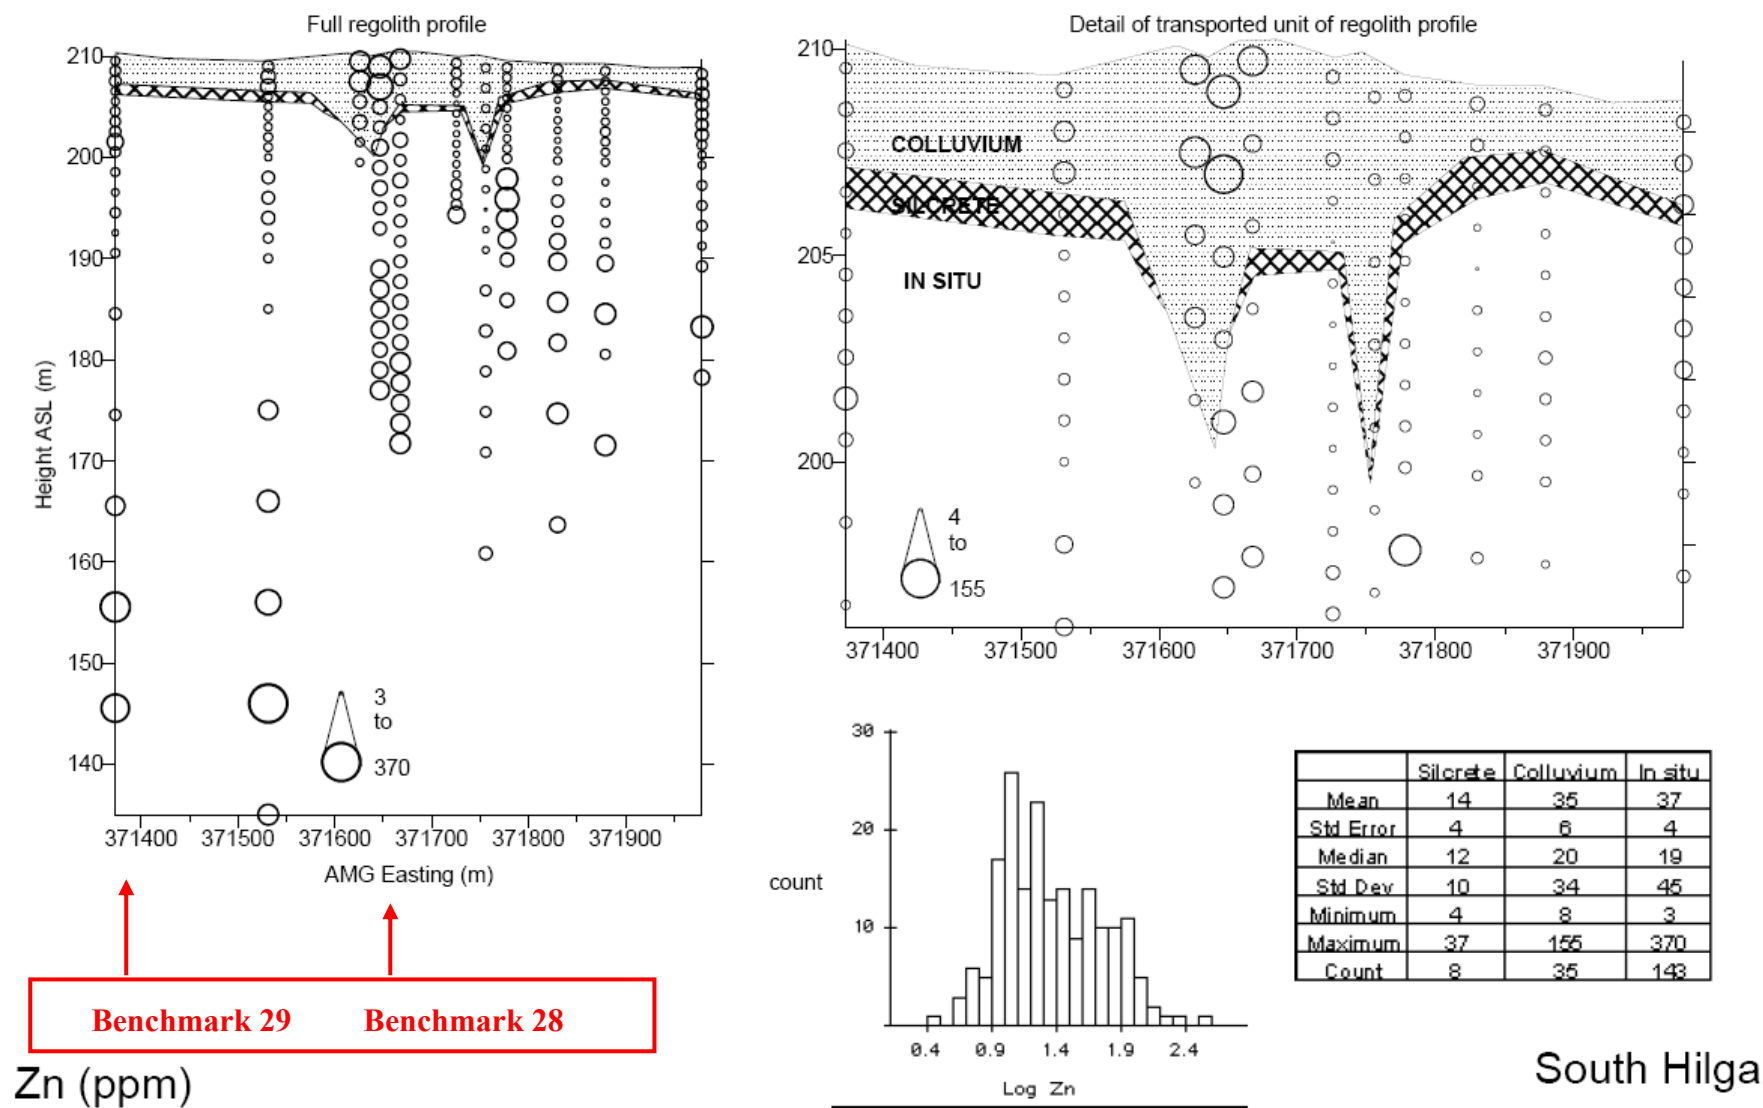 Full regolith profile
210
200
190
180
170
160
150
140
Height ASL (m)
3
to
370
371400 371500 371600 371700 371800 371900
AMG Easting (m)
Benchmark 29 Benchmark 28
Zn (ppm)
Detail of transported unit of regolith profile
210
COLLUVIUM
SILCRETE
205
IN SITU
200
4
to
155
371400 371500 371600 371700 371800 371900
30
20
10
count
0.4 0.9 1.4 1.9 2.4
Log Zn
Silcrete Colluvium In situ
Mean 14 35 37
Std Error 4 6 4
Median 12 20 19
Std Dev 10 34 45
Minimum 4 8 3
Maximum 37 155 370
Count 8 35 143
South Hilga